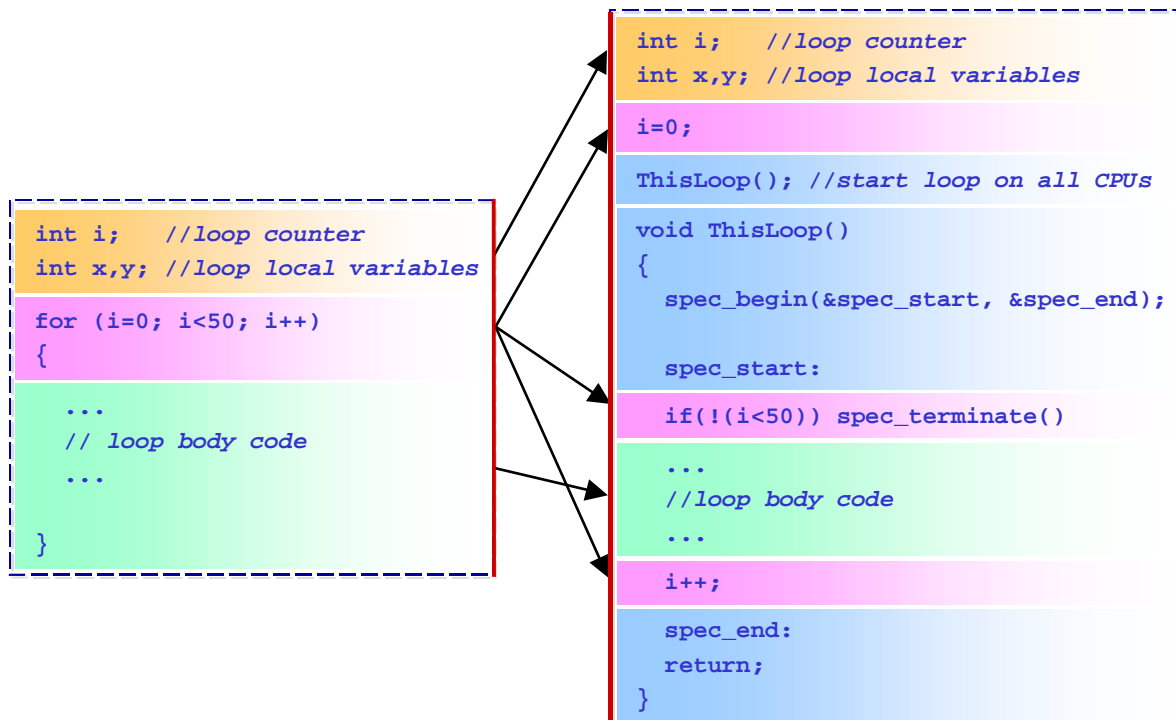 int i;   //loop counter
int x,y; //loop local variables
for (i=0; i<50; i++)
{
...
// loop body code
...
}
int i;   //loop counter
int x,y; //loop local variables
i=0;
ThisLoop(); //start loop on all CPUs
void ThisLoop()
{
spec_begin(&spec_start, &spec_end);
spec_start:
if(!(i<50)) spec_terminate()
...
//loop body code
...
i++;
spec_end:
return;
}